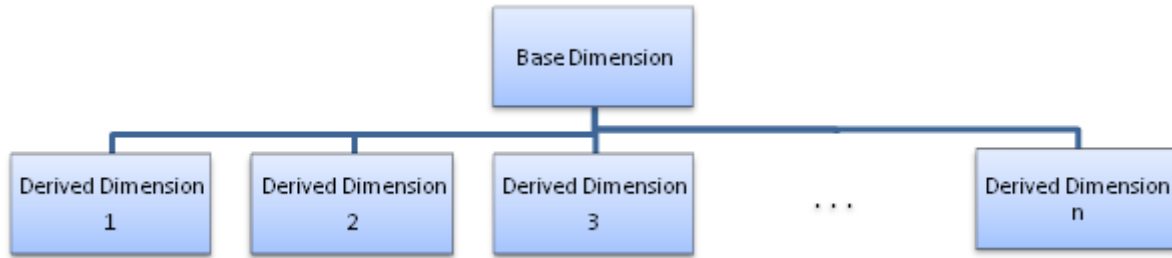 Base Dimension
Derived Dimension
1
Derived Dimension
2
Derived Dimension
3
. . .
Derived Dimension
n